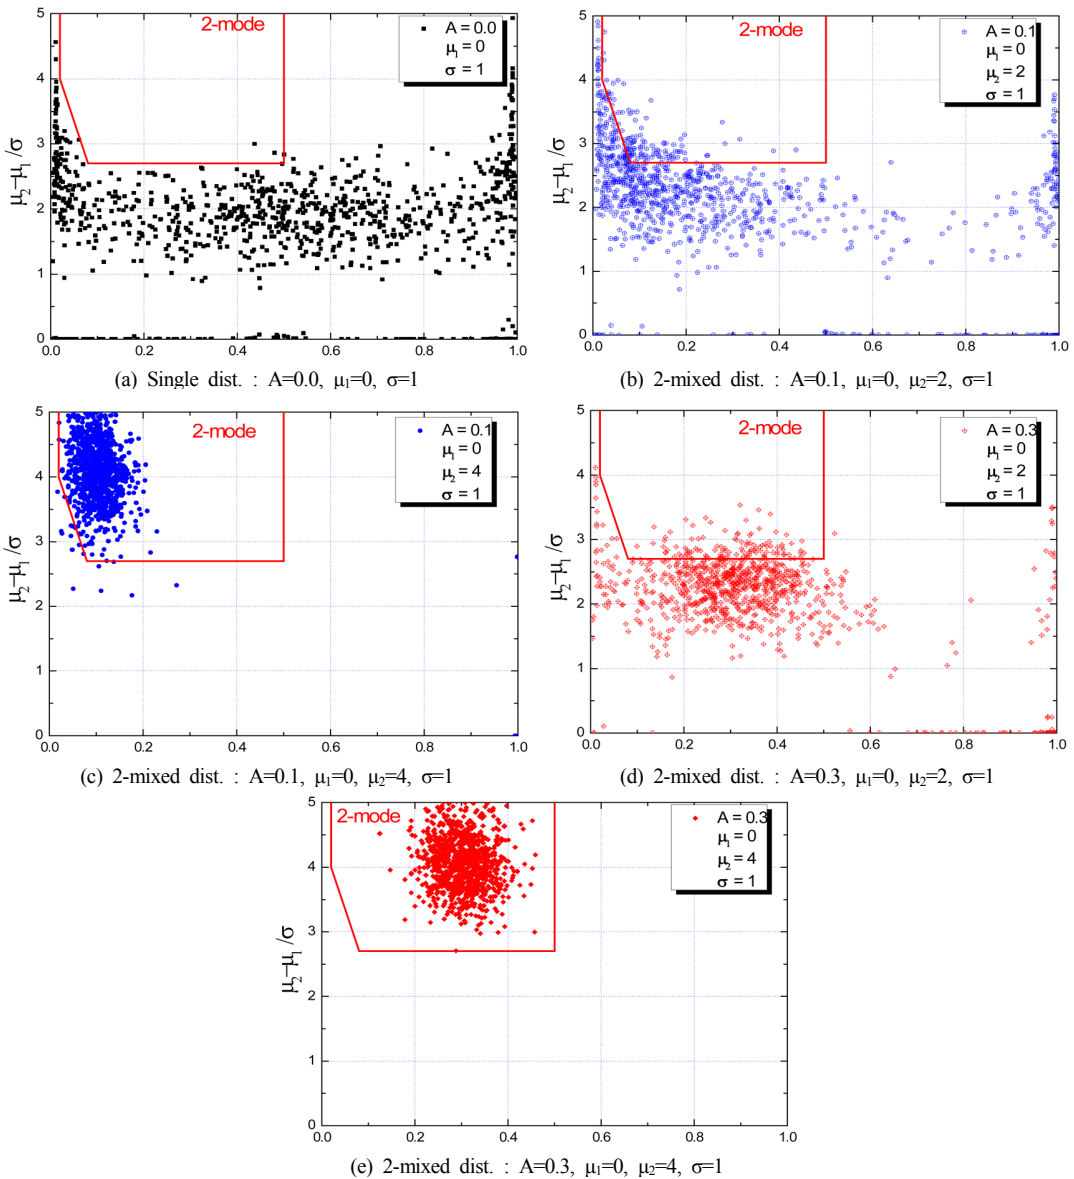 2-mode
A = 0.0
μ₁ = 0
σ = 1
μ₂−μ₁ /σ
5
4
3
2
1
0
0.0 0.2 0.4 0.6 0.8 1.0
(a) Single dist. : A=0.0, μ₁=0, σ=1
2-mode
A = 0.1
μ₁ = 0
μ₂ = 2
σ = 1
μ₂−μ₁ /σ
5
4
3
2
1
0
0.0 0.2 0.4 0.6 0.8 1.0
(b) 2-mixed dist. : A=0.1, μ₁=0, μ₂=2, σ=1
2-mode
A = 0.1
μ₁ = 0
μ₂ = 4
σ = 1
μ₂−μ₁ /σ
5
4
3
2
1
0
0.0 0.2 0.4 0.6 0.8 1.0
(c) 2-mixed dist. : A=0.1, μ₁=0, μ₂=4, σ=1
2-mode
A = 0.3
μ₁ = 0
μ₂ = 2
σ = 1
μ₂−μ₁ /σ
5
4
3
2
1
0
0.0 0.2 0.4 0.6 0.8 1.0
(d) 2-mixed dist. : A=0.3, μ₁=0, μ₂=2, σ=1
2-mode
A = 0.3
μ₁ = 0
μ₂ = 4
σ = 1
μ₂−μ₁ /σ
5
4
3
2
1
0
0.0 0.2 0.4 0.6 0.8 1.0
(e) 2-mixed dist. : A=0.3, μ₁=0, μ₂=4, σ=1